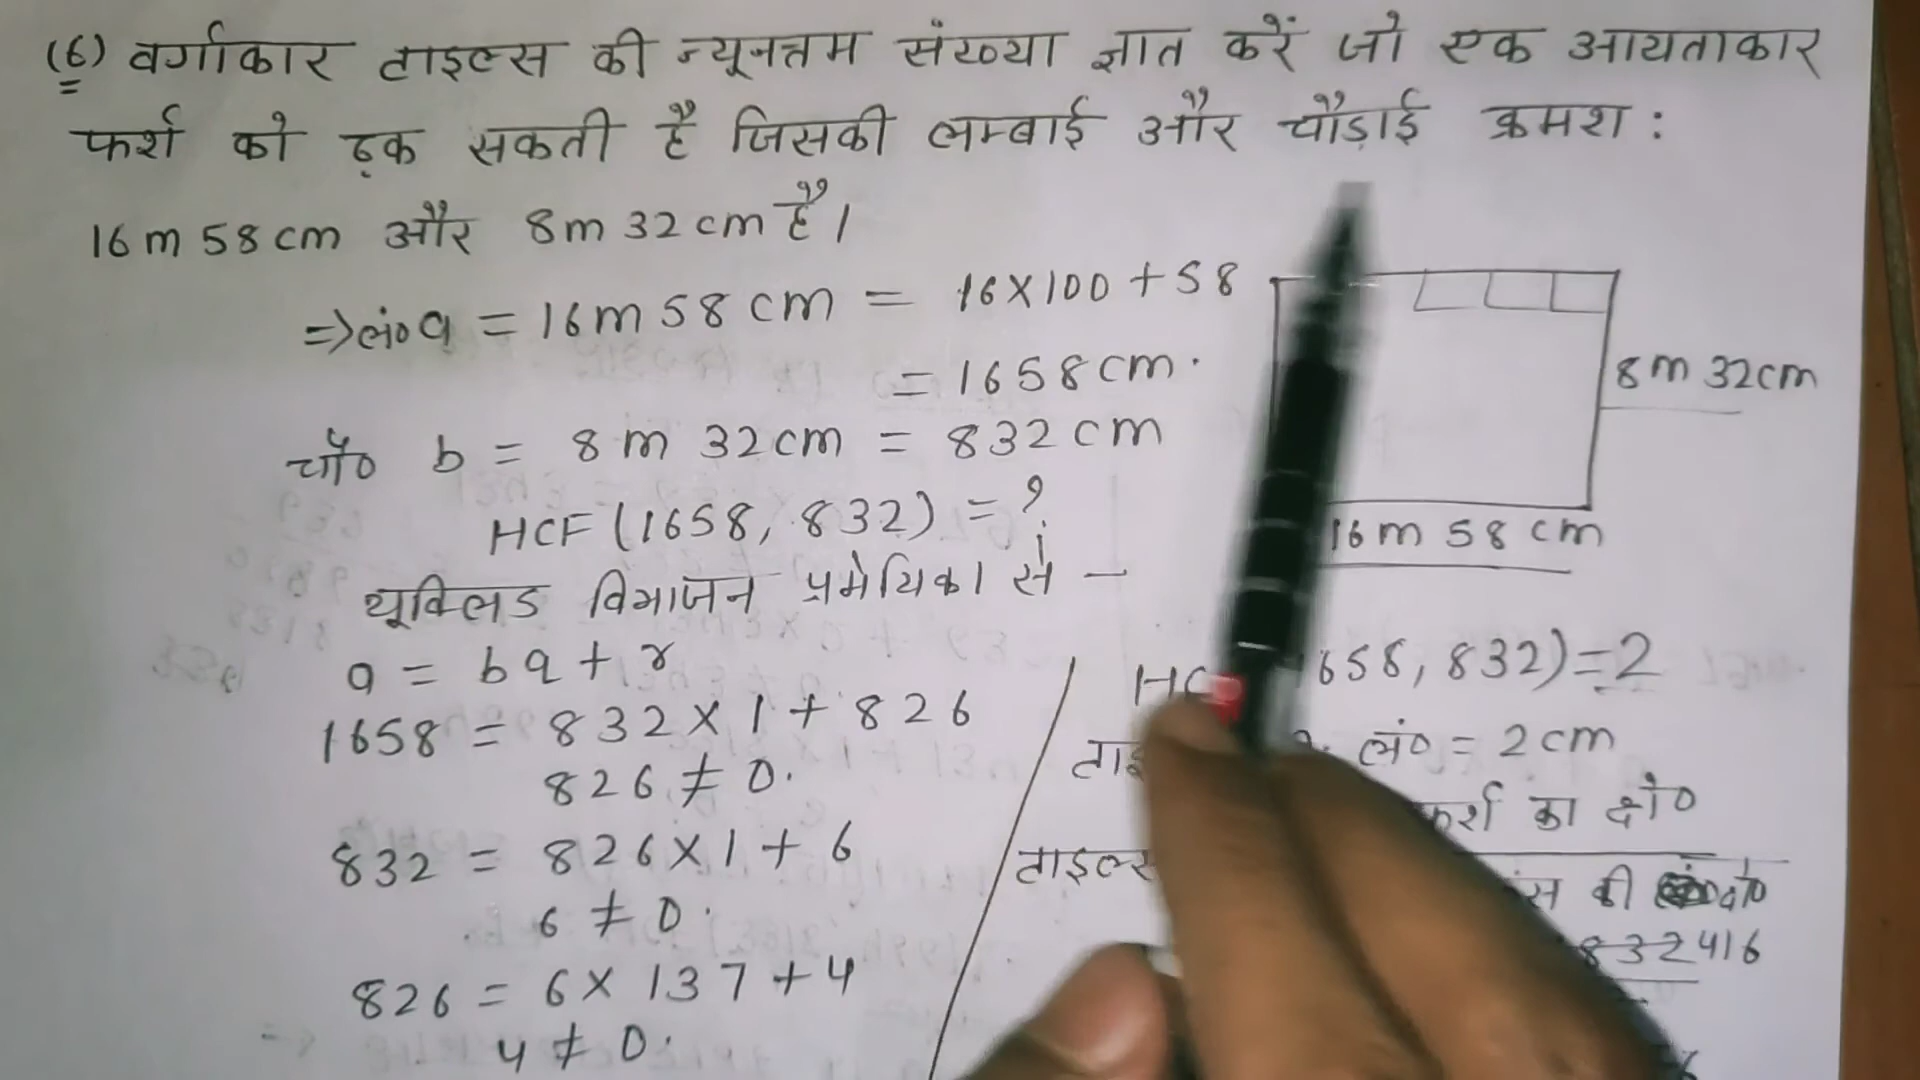 (6) वर्गाकार टाइल्स की न्यूनतम संख्या ज्ञात करें जो एक आयताकार
फर्श को ढ़क सकती है जिसकी लम्बाई और चौड़ाई क्रमश :
16 m 58 cm और 8 m 32 cm है।
=> लं० a = 16 m 58 cm = 16 X 100 + 58
= 1658 cm.
चौ० b = 8 m 32 cm = 832 cm
HCF (1658, 832) = ?
यूक्लिड विभाजन प्रमेयिका से —
a = bq + r
1658 = 832 X 1 + 826
826 ≠ 0.
832 = 826 X 1 + 6
6 ≠ 0.
826 = 6 X 137 + 4
4 ≠ 0.
8 m 32 cm
16 m 58 cm
658, 832) = 2
लं० = 2 cm
फर्श का क्षे०
टाइल्स
की
832 416